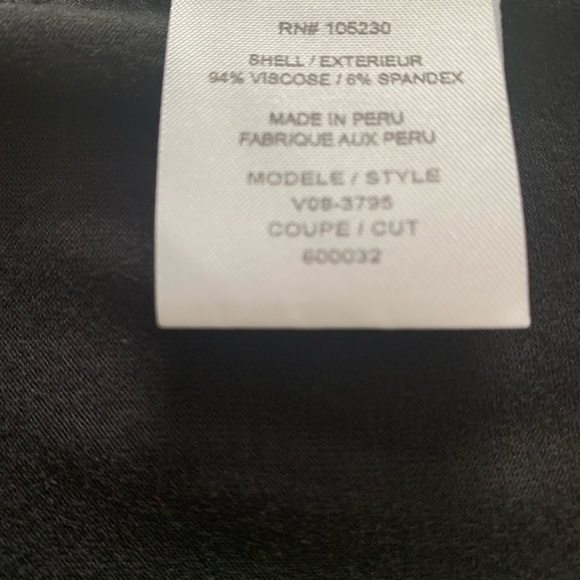 RN# 105230
SHELL / EXTERIEUR
94% VISCOSE / 6% SPANDEX
MADE IN PERU
FABRIQUE AUX PERU
MODELE / STYLE
V09-3795
COUPE / CUT
600032